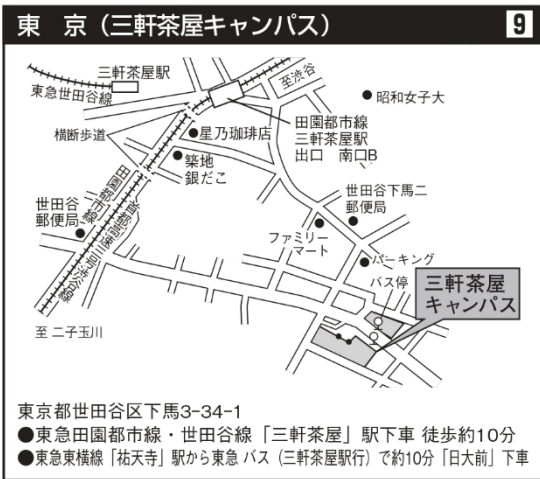 東 京（三軒茶屋キャンパス） 9
三軒茶屋駅
東急世田谷線
至渋谷
昭和女子大
横断歩道
星乃珈琲店
田園都市線
三軒茶屋駅
出口 南口B
築地
銀だこ
田園都市線
首都高速三号渋谷線
世田谷
郵便局
世田谷下馬二
郵便局
ファミリー
マート
パーキング
バス停
三軒茶屋
キャンパス
至 二子玉川
東京都世田谷区下馬3-34-1
●東急田園都市線・世田谷線「三軒茶屋」駅下車 徒歩約10分
●東急東横線「祐天寺」駅から東急 バス（三軒茶屋駅行）で約10分「日大前」下車